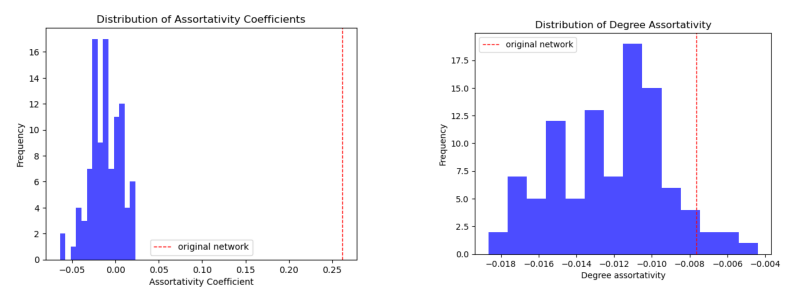 Distribution of Assortativity Coefficients
Frequency
16
14
12
10
8
6
4
2
0
−0.05 0.00 0.05 0.10 0.15 0.20 0.25
Assortativity Coefficient
original network
Distribution of Degree Assortativity
original network
Frequency
17.5
15.0
12.5
10.0
7.5
5.0
2.5
0.0
−0.018 −0.016 −0.014 −0.012 −0.010 −0.008 −0.006 −0.004
Degree assortativity